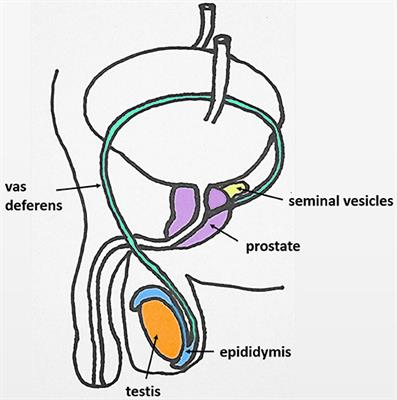 vas
deferens
seminal vesicles
prostate
epididymis
testis